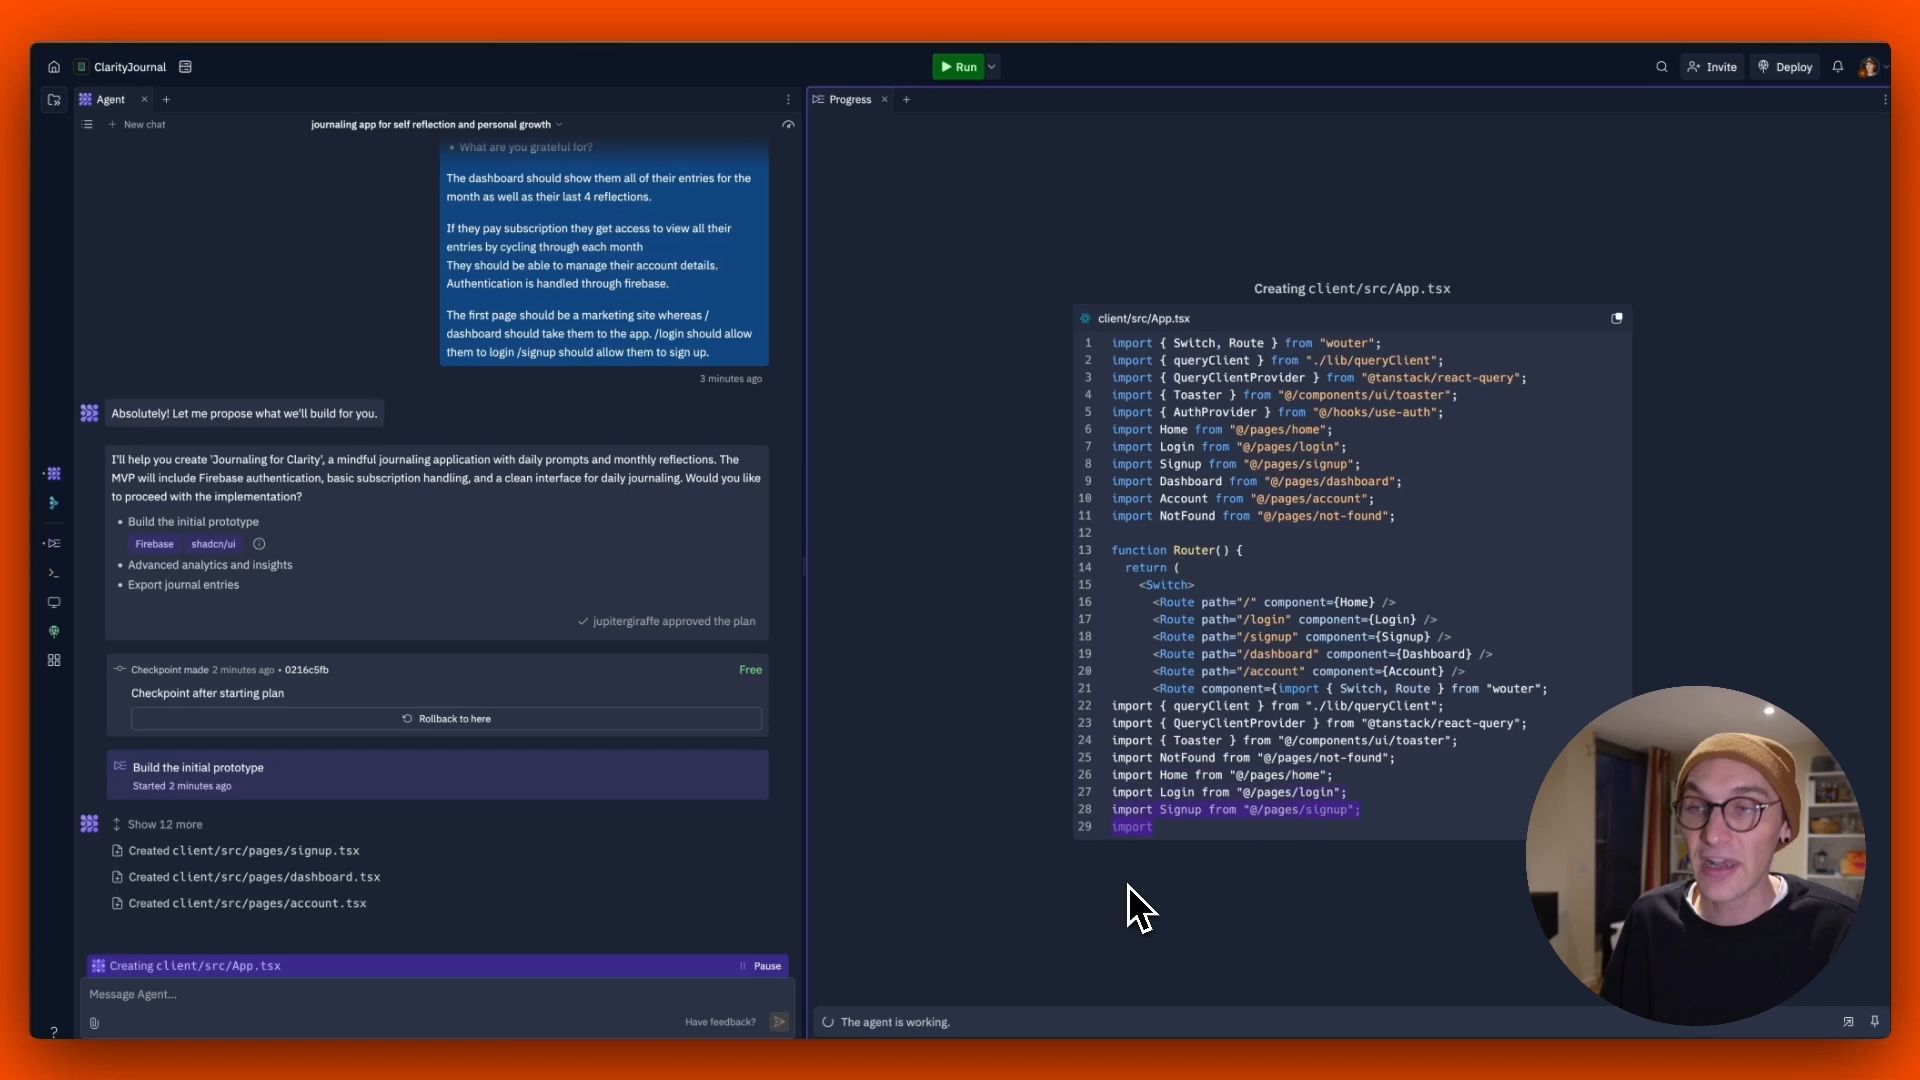 ClarityJournal
Run
Invite
Deploy
Agent
New chat
journaling app for self reflection and personal growth
• What are you grateful for?
The dashboard should show them all of their entries for the
month as well as their last 4 reflections.
If they pay subscription they get access to view all their
entries by cycling through each month
They should be able to manage their account details.
Authentication is handled through firebase.
The first page should be a marketing site whereas /
dashboard should take them to the app. /login should allow
them to login /signup should allow them to sign up.
3 minutes ago
Absolutely! Let me propose what we'll build for you.
I'll help you create 'Journaling for Clarity', a mindful journaling application with daily prompts and monthly reflections. The
MVP will include Firebase authentication, basic subscription handling, and a clean interface for daily journaling. Would you like
to proceed with the implementation?
• Build the initial prototype
Firebase shadcn/ui
• Advanced analytics and insights
• Export journal entries
jupitergiraffe approved the plan
Checkpoint made 2 minutes ago • 0216c5fb
Free
Checkpoint after starting plan
Rollback to here
Build the initial prototype
Started 2 minutes ago
Show 12 more
Created client/src/pages/signup.tsx
Created client/src/pages/dashboard.tsx
Created client/src/pages/account.tsx
Creating client/src/App.tsx
Pause
Message Agent...
Have feedback?
?
Progress
Creating client/src/App.tsx
client/src/App.tsx
1 import { Switch, Route } from "wouter";
2 import { queryClient } from "./lib/queryClient";
3 import { QueryClientProvider } from "@tanstack/react-query";
4 import { Toaster } from "@/components/ui/toaster";
5 import { AuthProvider } from "@/hooks/use-auth";
6 import Home from "@/pages/home";
7 import Login from "@/pages/login";
8 import Signup from "@/pages/signup";
9 import Dashboard from "@/pages/dashboard";
10 import Account from "@/pages/account";
11 import NotFound from "@/pages/not-found";
12
13 function Router() {
14 return (
15 <Switch>
16 <Route path="/" component={Home} />
17 <Route path="/login" component={Login} />
18 <Route path="/signup" component={Signup} />
19 <Route path="/dashboard" component={Dashboard} />
20 <Route path="/account" component={Account} />
21 <Route component={import { Switch, Route } from "wouter";
22 import { queryClient } from "./lib/queryClient";
23 import { QueryClientProvider } from "@tanstack/react-query";
24 import { Toaster } from "@/components/ui/toaster";
25 import NotFound from "@/pages/not-found";
26 import Home from "@/pages/home";
27 import Login from "@/pages/login";
28 import Signup from "@/pages/signup";
29 import
The agent is working.